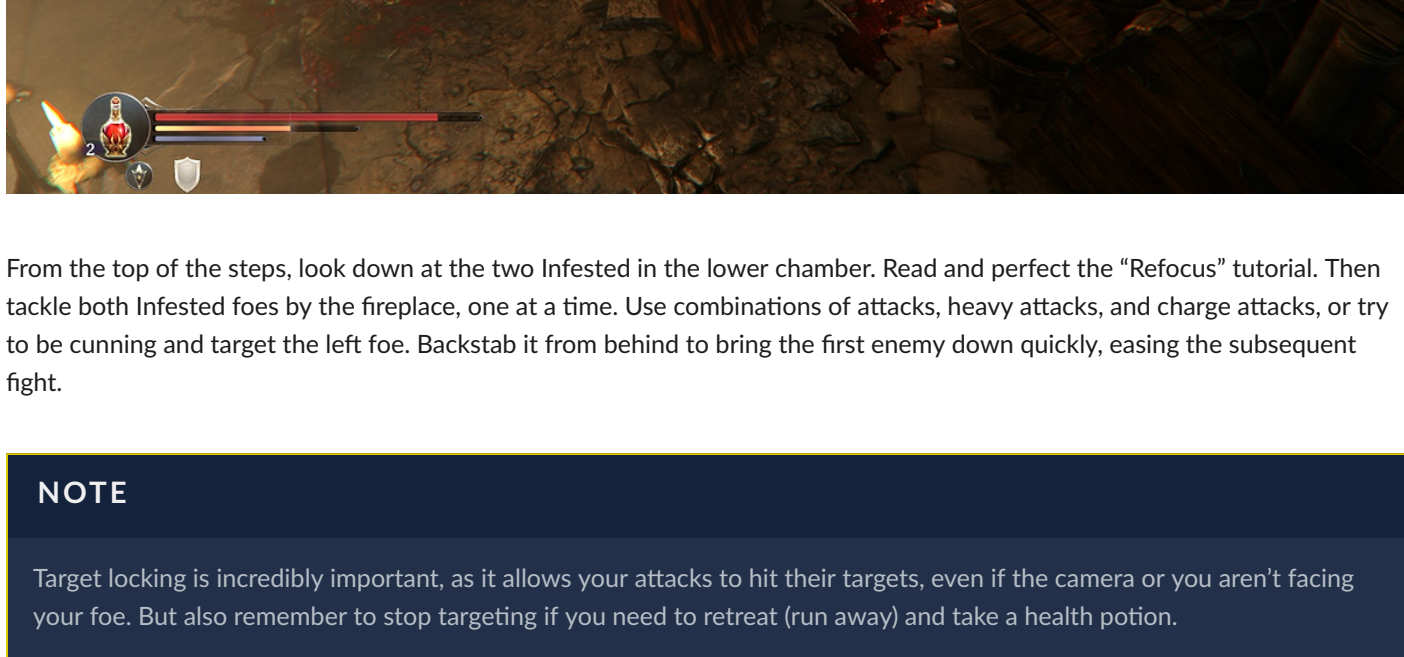 2
From the top of the steps, look down at the two Infested in the lower chamber. Read and perfect the “Refocus” tutorial. Then
tackle both Infested foes by the fireplace, one at a time. Use combinations of attacks, heavy attacks, and charge attacks, or try
to be cunning and target the left foe. Backstab it from behind to bring the first enemy down quickly, easing the subsequent
fight.
NOTE
Target locking is incredibly important, as it allows your attacks to hit their targets, even if the camera or you aren’t facing
your foe. But also remember to stop targeting if you need to retreat (run away) and take a health potion.